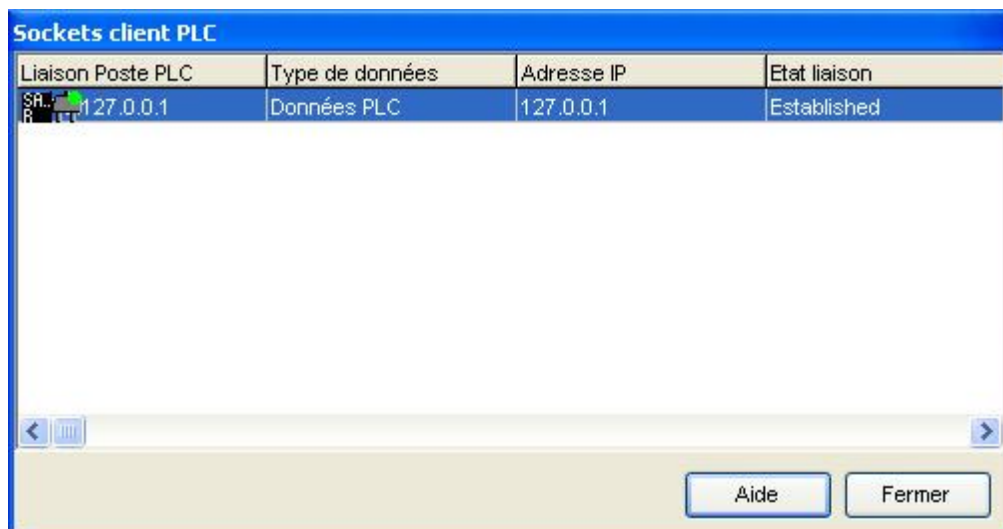 Sockets client PLC
Liaison Poste PLC Type de données Adresse IP Etat liaison
SA.. 127.0.0.1 Données PLC 127.0.0.1 Established
R
Aide Fermer